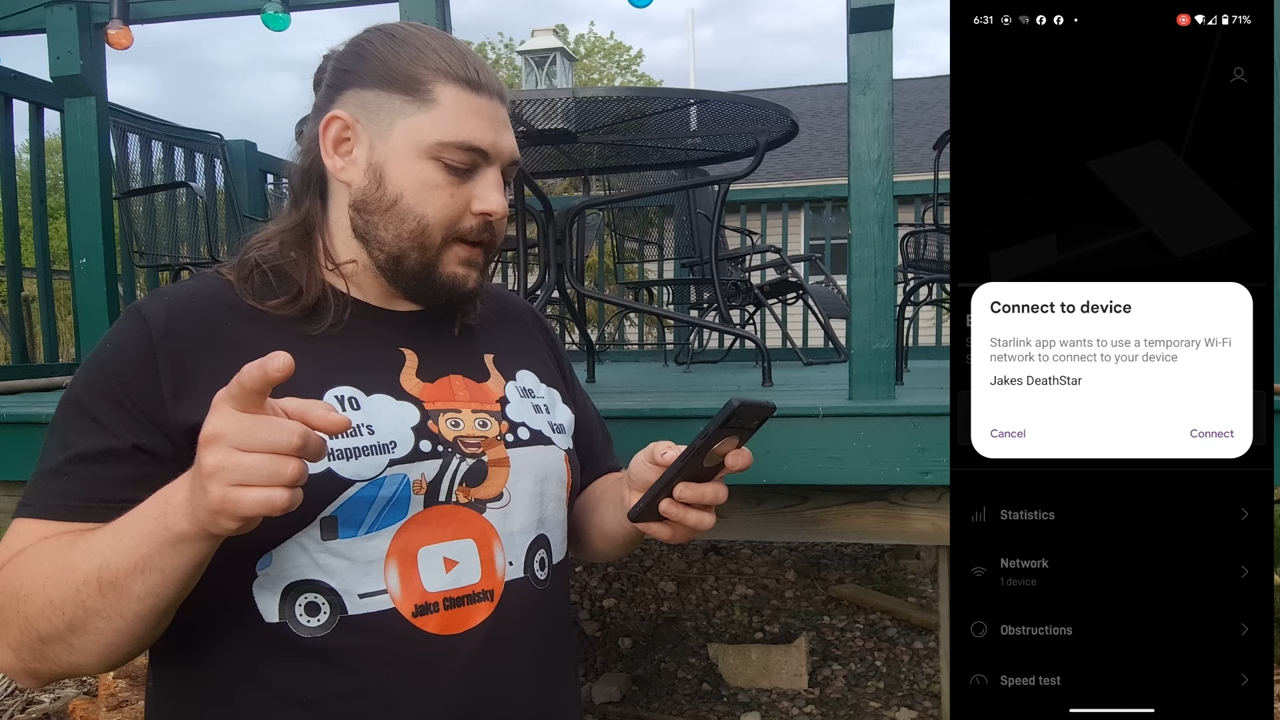 Yo
What's
Happenin?
Life...
in a
Van
Jake Chernisky
6:31
71%
Connect to device
Starlink app wants to use a temporary Wi-Fi
network to connect to your device
Jakes DeathStar
Cancel
Connect
Statistics
Network
1 device
Obstructions
Speed test